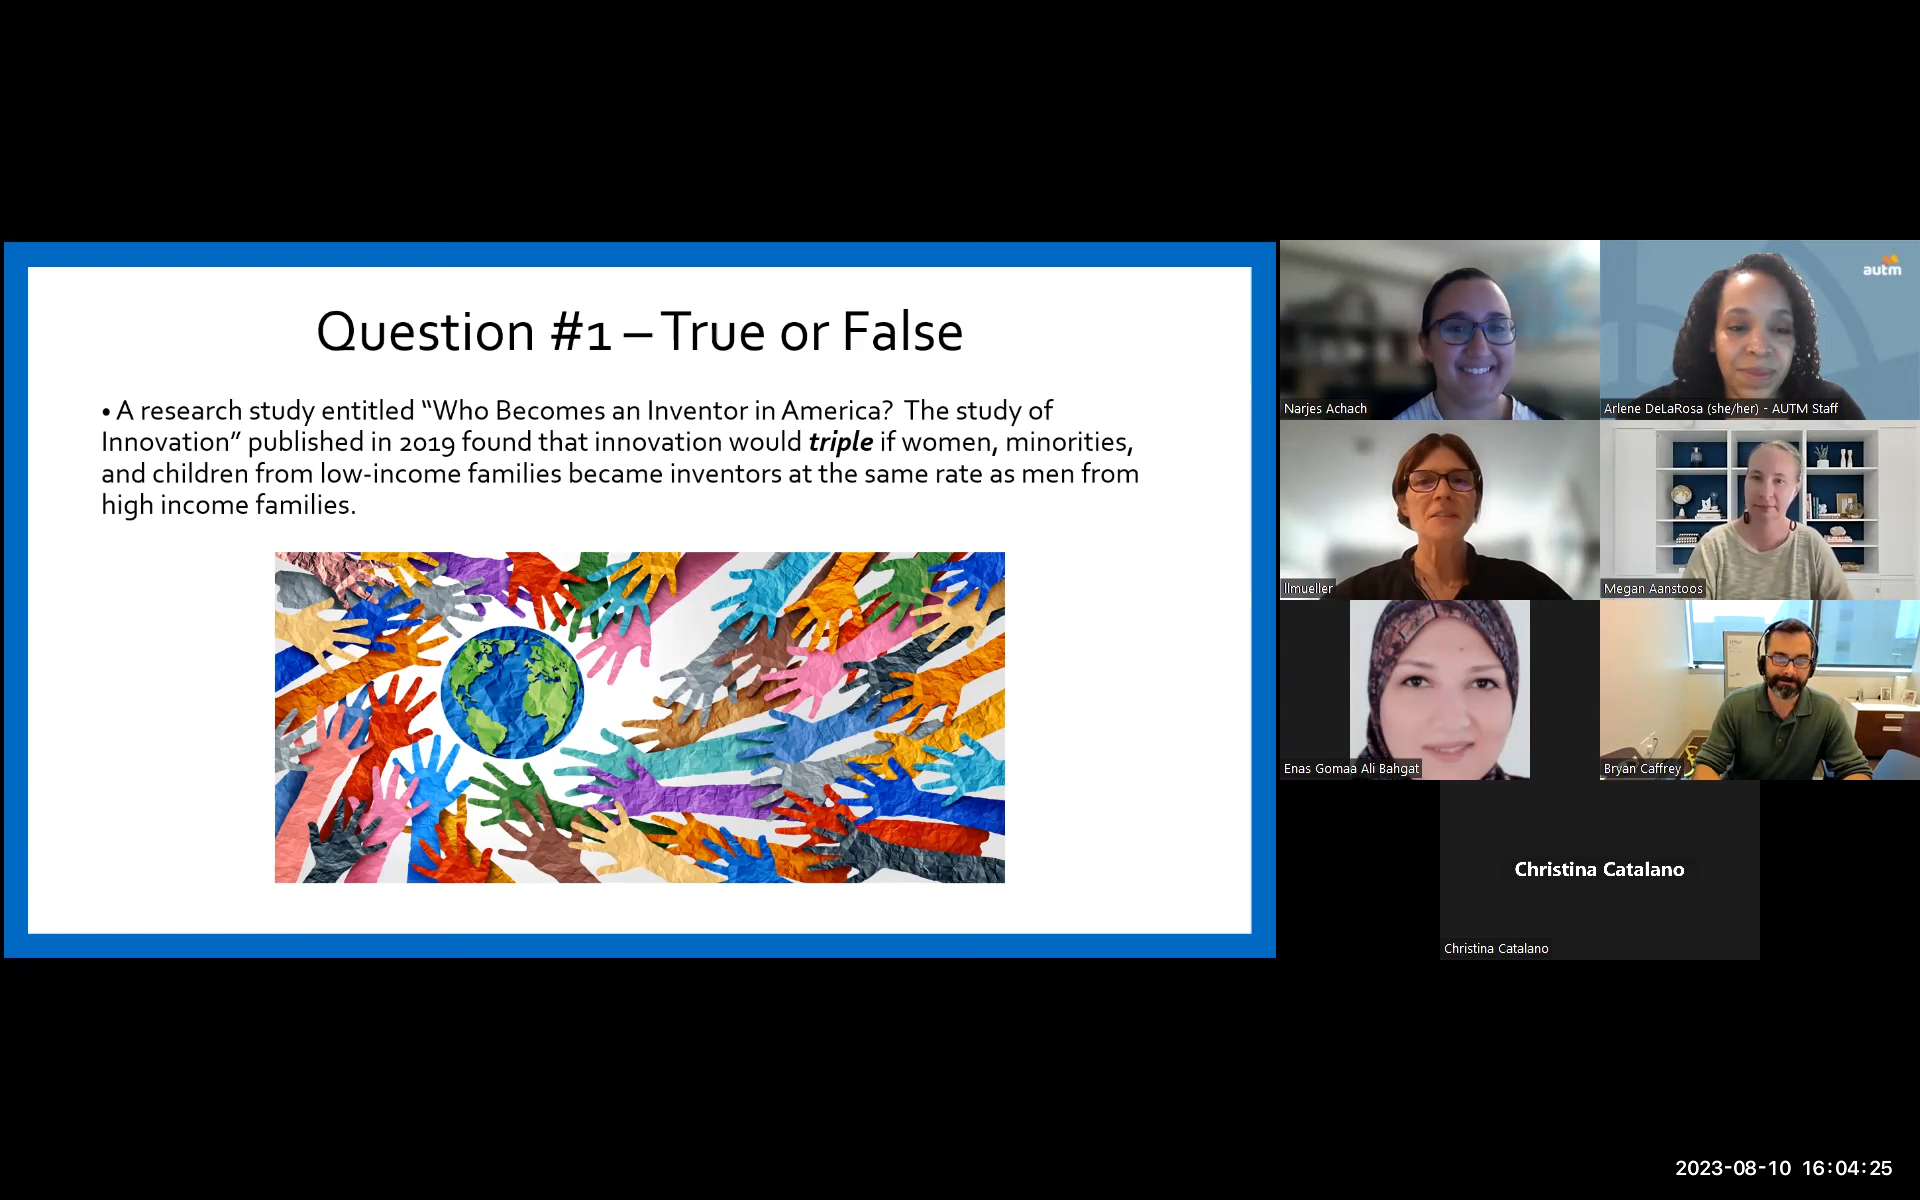 Question #1 – True or False
• A research study entitled “Who Becomes an Inventor in America?  The study of
Innovation” published in 2019 found that innovation would triple if women, minorities,
and children from low-income families became inventors at the same rate as men from
high income families.
autm
Narjes Achach
Arlene DeLaRosa (she/her) - AUTM Staff
llmueller
Megan Aanstoos
Enas Gomaa Ali Bahgat
Bryan Caffrey
Christina Catalano
Christina Catalano
2023-08-10 16:04:25